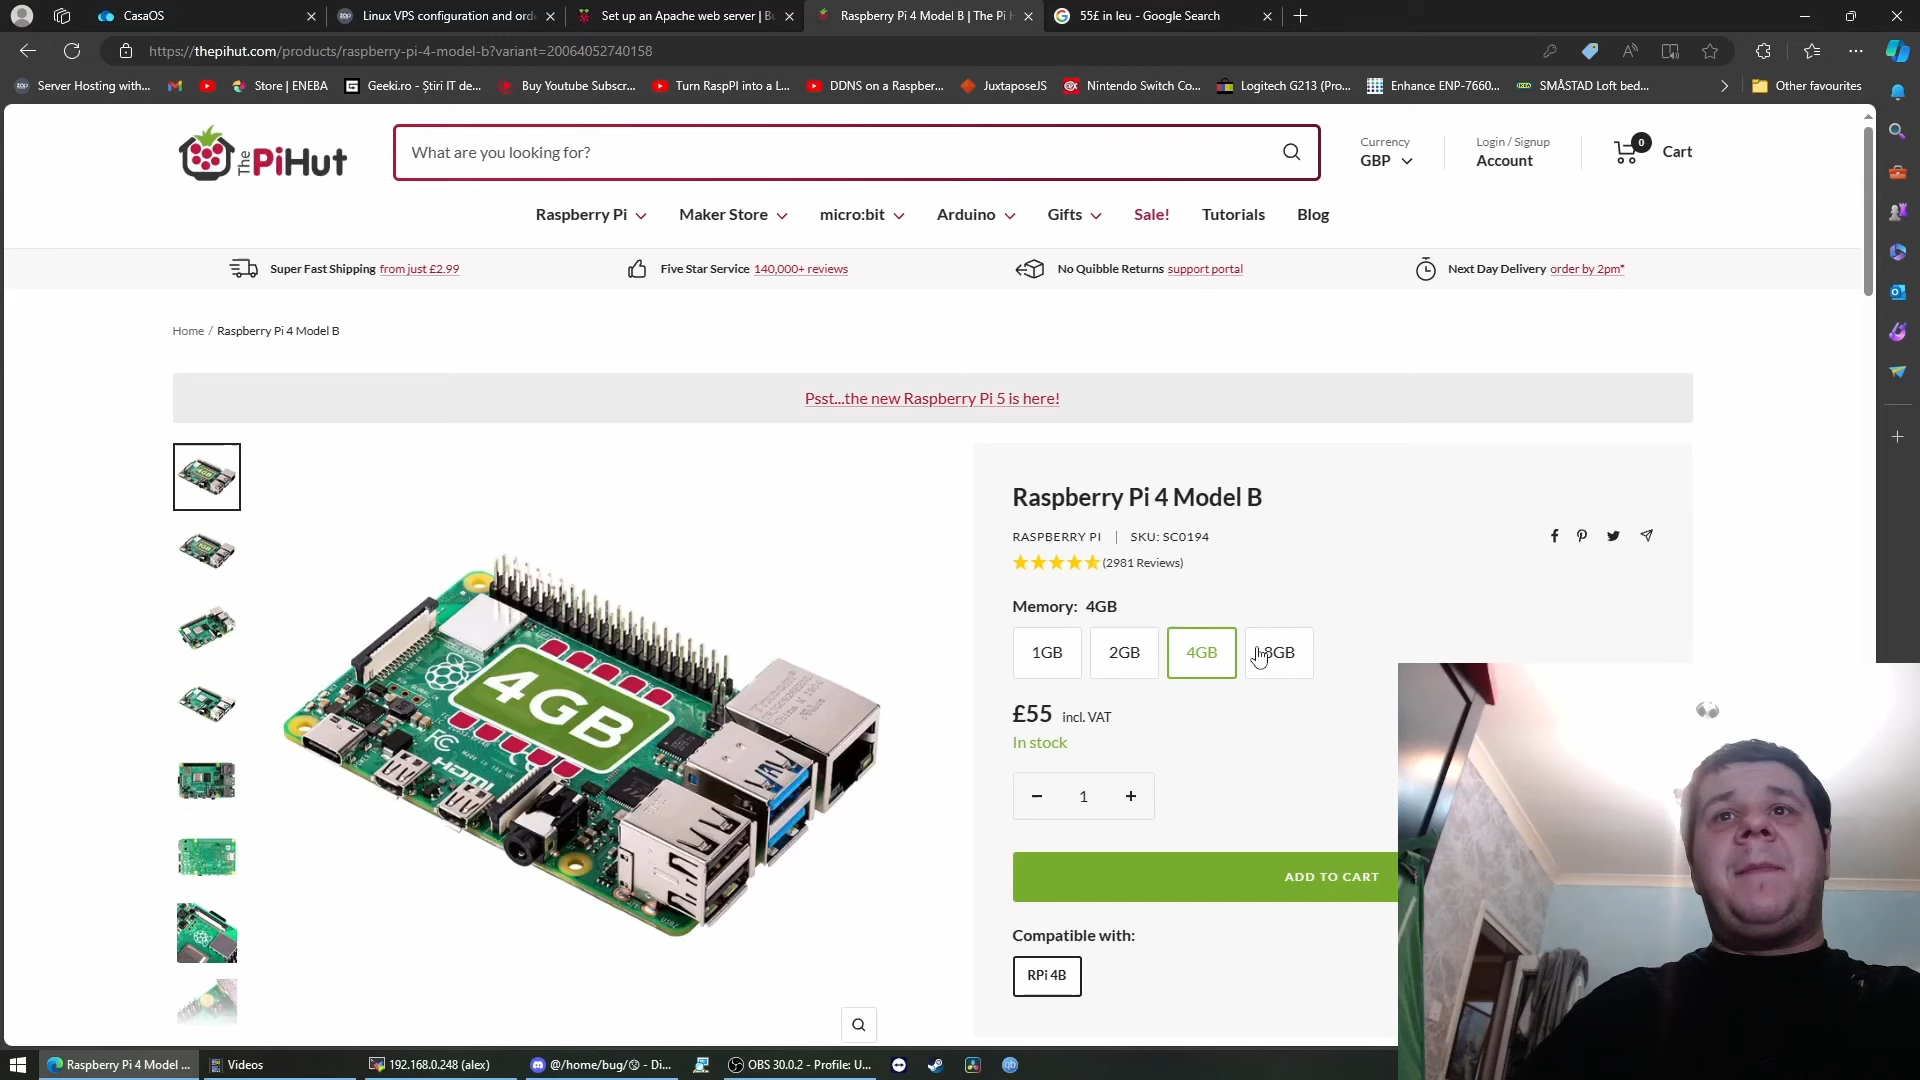 CasaOS
Linux VPS configuration and orde
Set up an Apache web server | Bu
Raspberry Pi 4 Model B | The Pi H
55£ in leu - Google Search
https://thepihut.com/products/raspberry-pi-4-model-b?variant=20064052740158
Server Hosting with...
Store | ENEBA
Geeki.ro - Știri IT de...
Buy Youtube Subscr...
Turn RaspPI into a L...
DDNS on a Raspber...
JuxtaposeJS
Nintendo Switch Co...
Logitech G213 (Pro...
Enhance ENP-7660...
SMÅSTAD Loft bed...
Other favourites
The PiHut
What are you looking for?
Currency
GBP
Login / Signup
Account
0
Cart
Raspberry Pi
Maker Store
micro:bit
Arduino
Gifts
Sale!
Tutorials
Blog
Super Fast Shipping from just £2.99
Five Star Service 140,000+ reviews
No Quibble Returns support portal
Next Day Delivery order by 2pm*
Home / Raspberry Pi 4 Model B
Psst...the new Raspberry Pi 5 is here!
4GB
HDMI
Raspberry Pi 4 Model B
RASPBERRY PI | SKU: SC0194
(2981 Reviews)
Memory: 4GB
1GB
2GB
4GB
8GB
£55 incl. VAT
In stock
− 1 +
ADD TO CART
Compatible with:
RPi 4B
Raspberry Pi 4 Model ...
Videos
192.168.0.248 (alex)
OBS 30.0.2 - Profile: U...